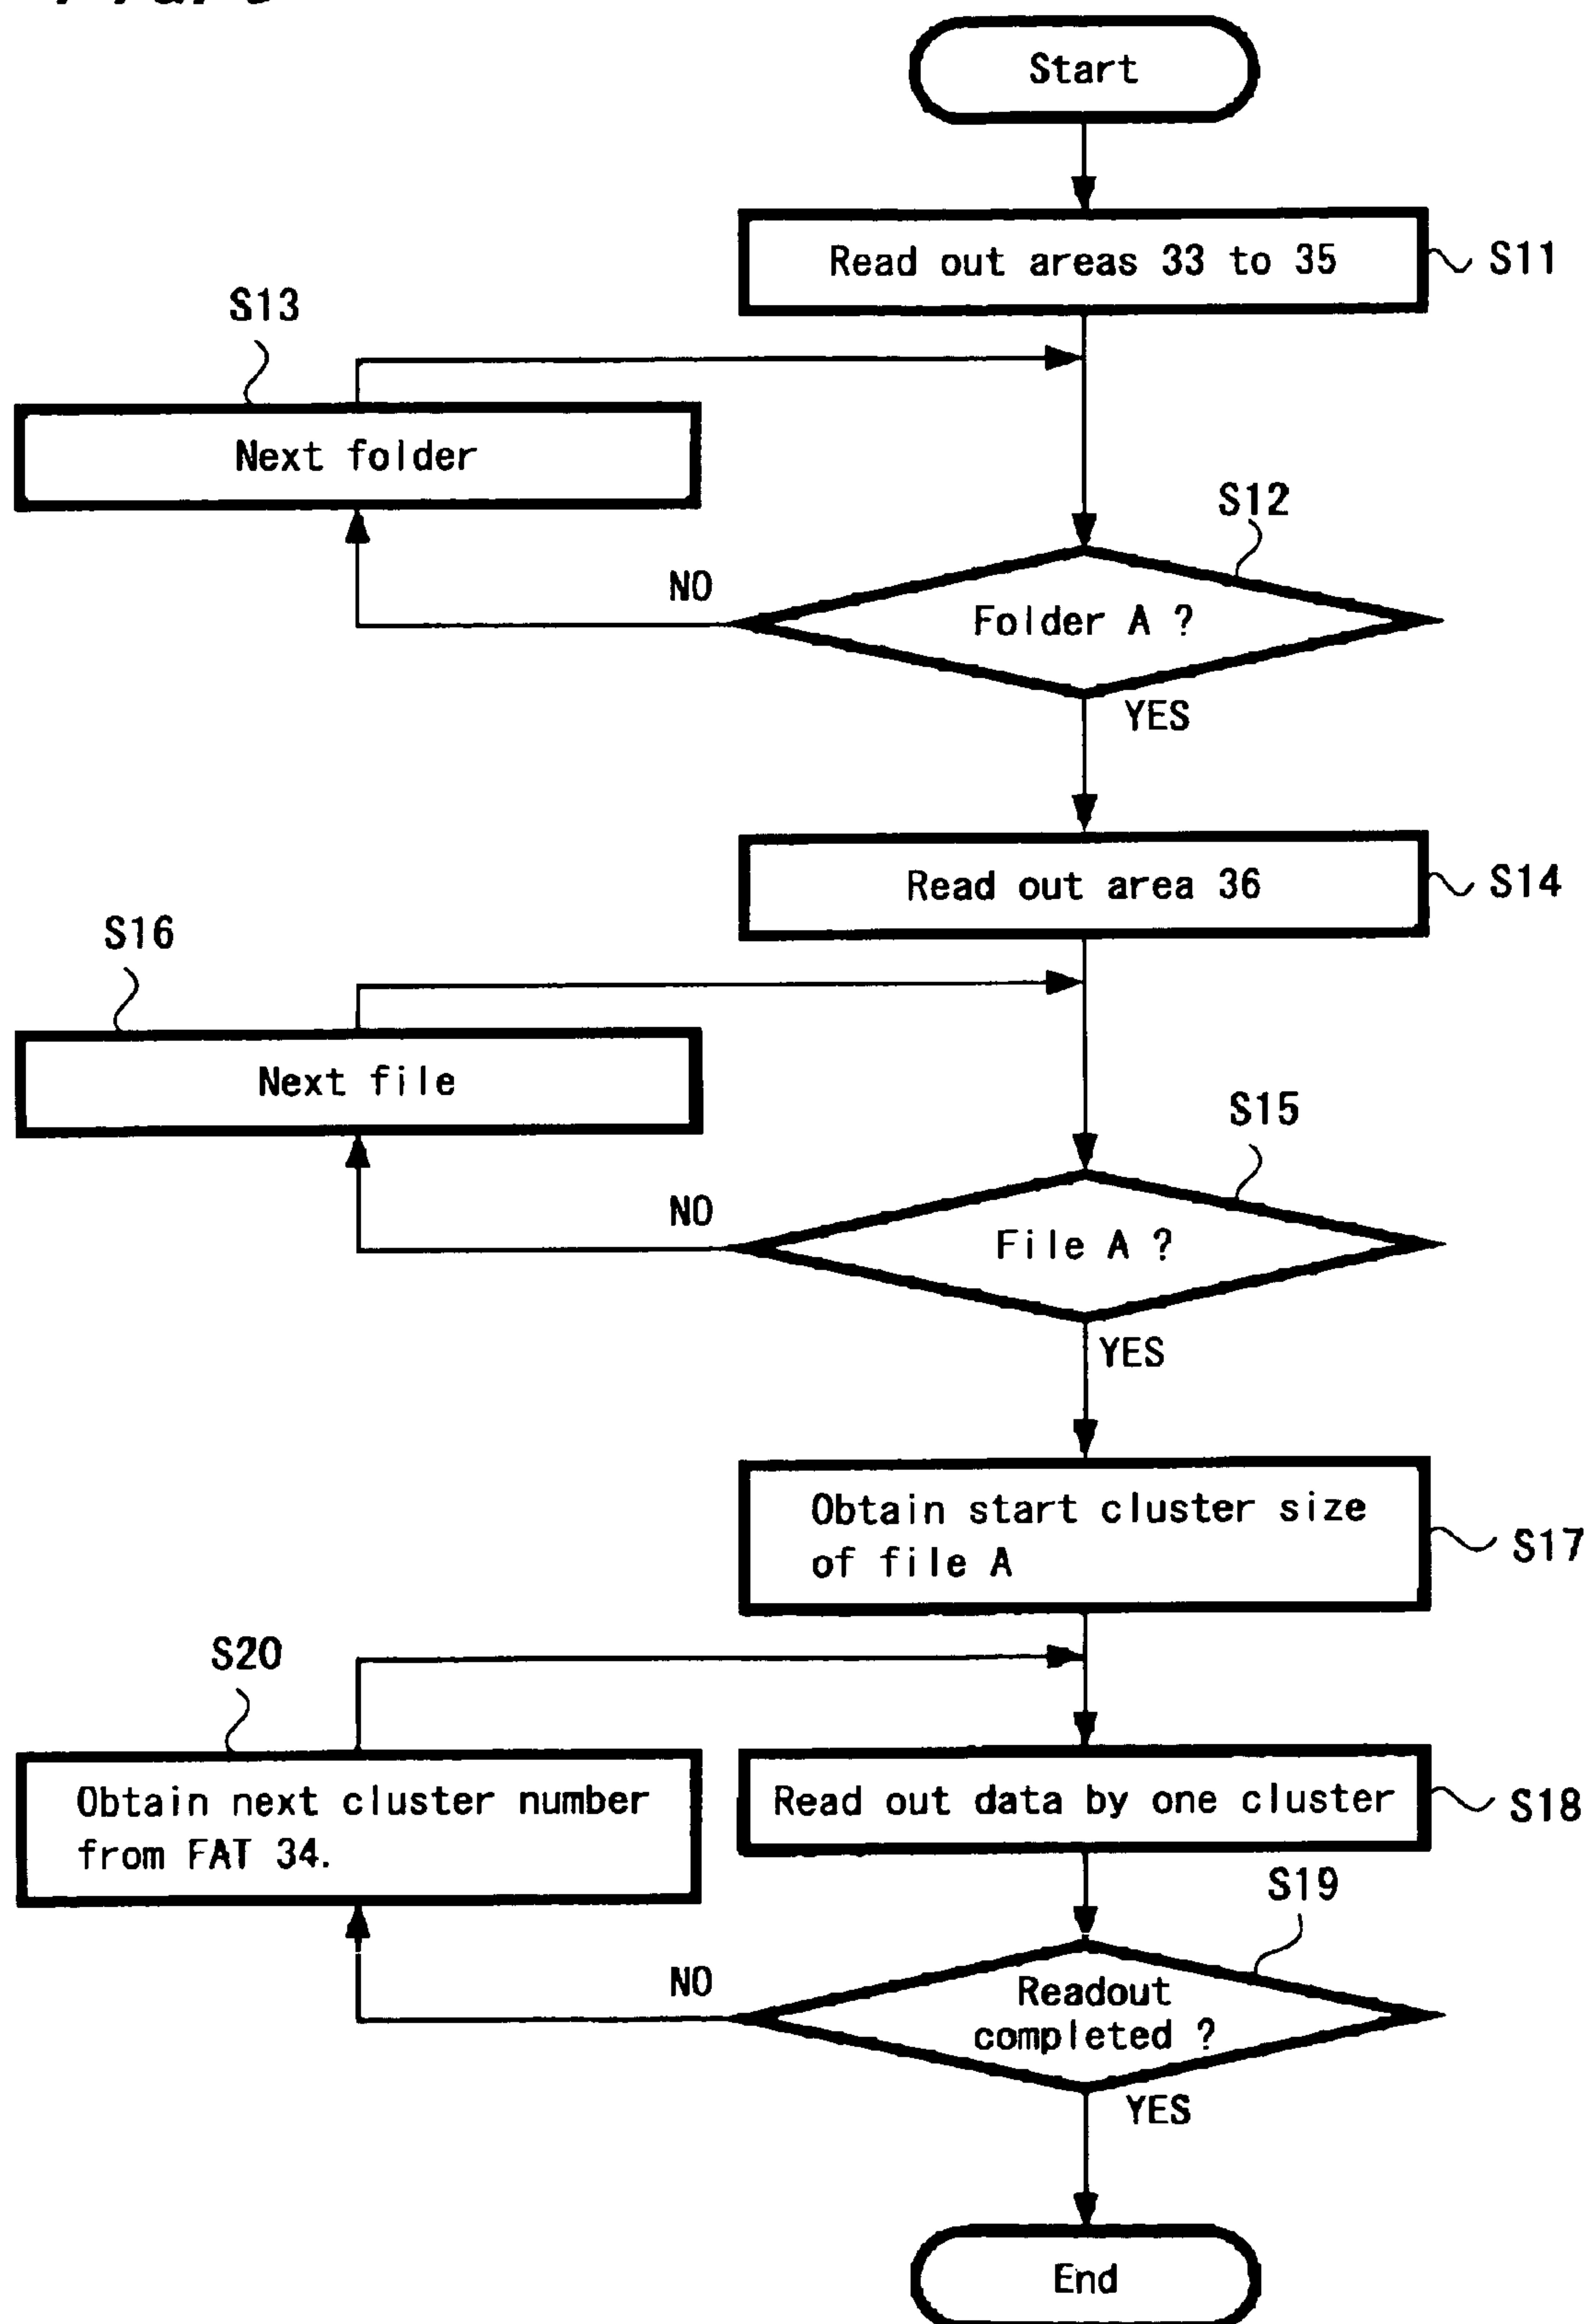 Start
Read out areas 33 to 35
S11
S13
Next folder
S12
NO
Folder A ?
YES
Read out area 36
S14
S16
Next file
S15
NO
File A ?
YES
Obtain start cluster size
of file A
S17
S20
Obtain next cluster number
from FAT 34.
Read out data by one cluster
S18
S19
NO
Readout
completed ?
YES
End